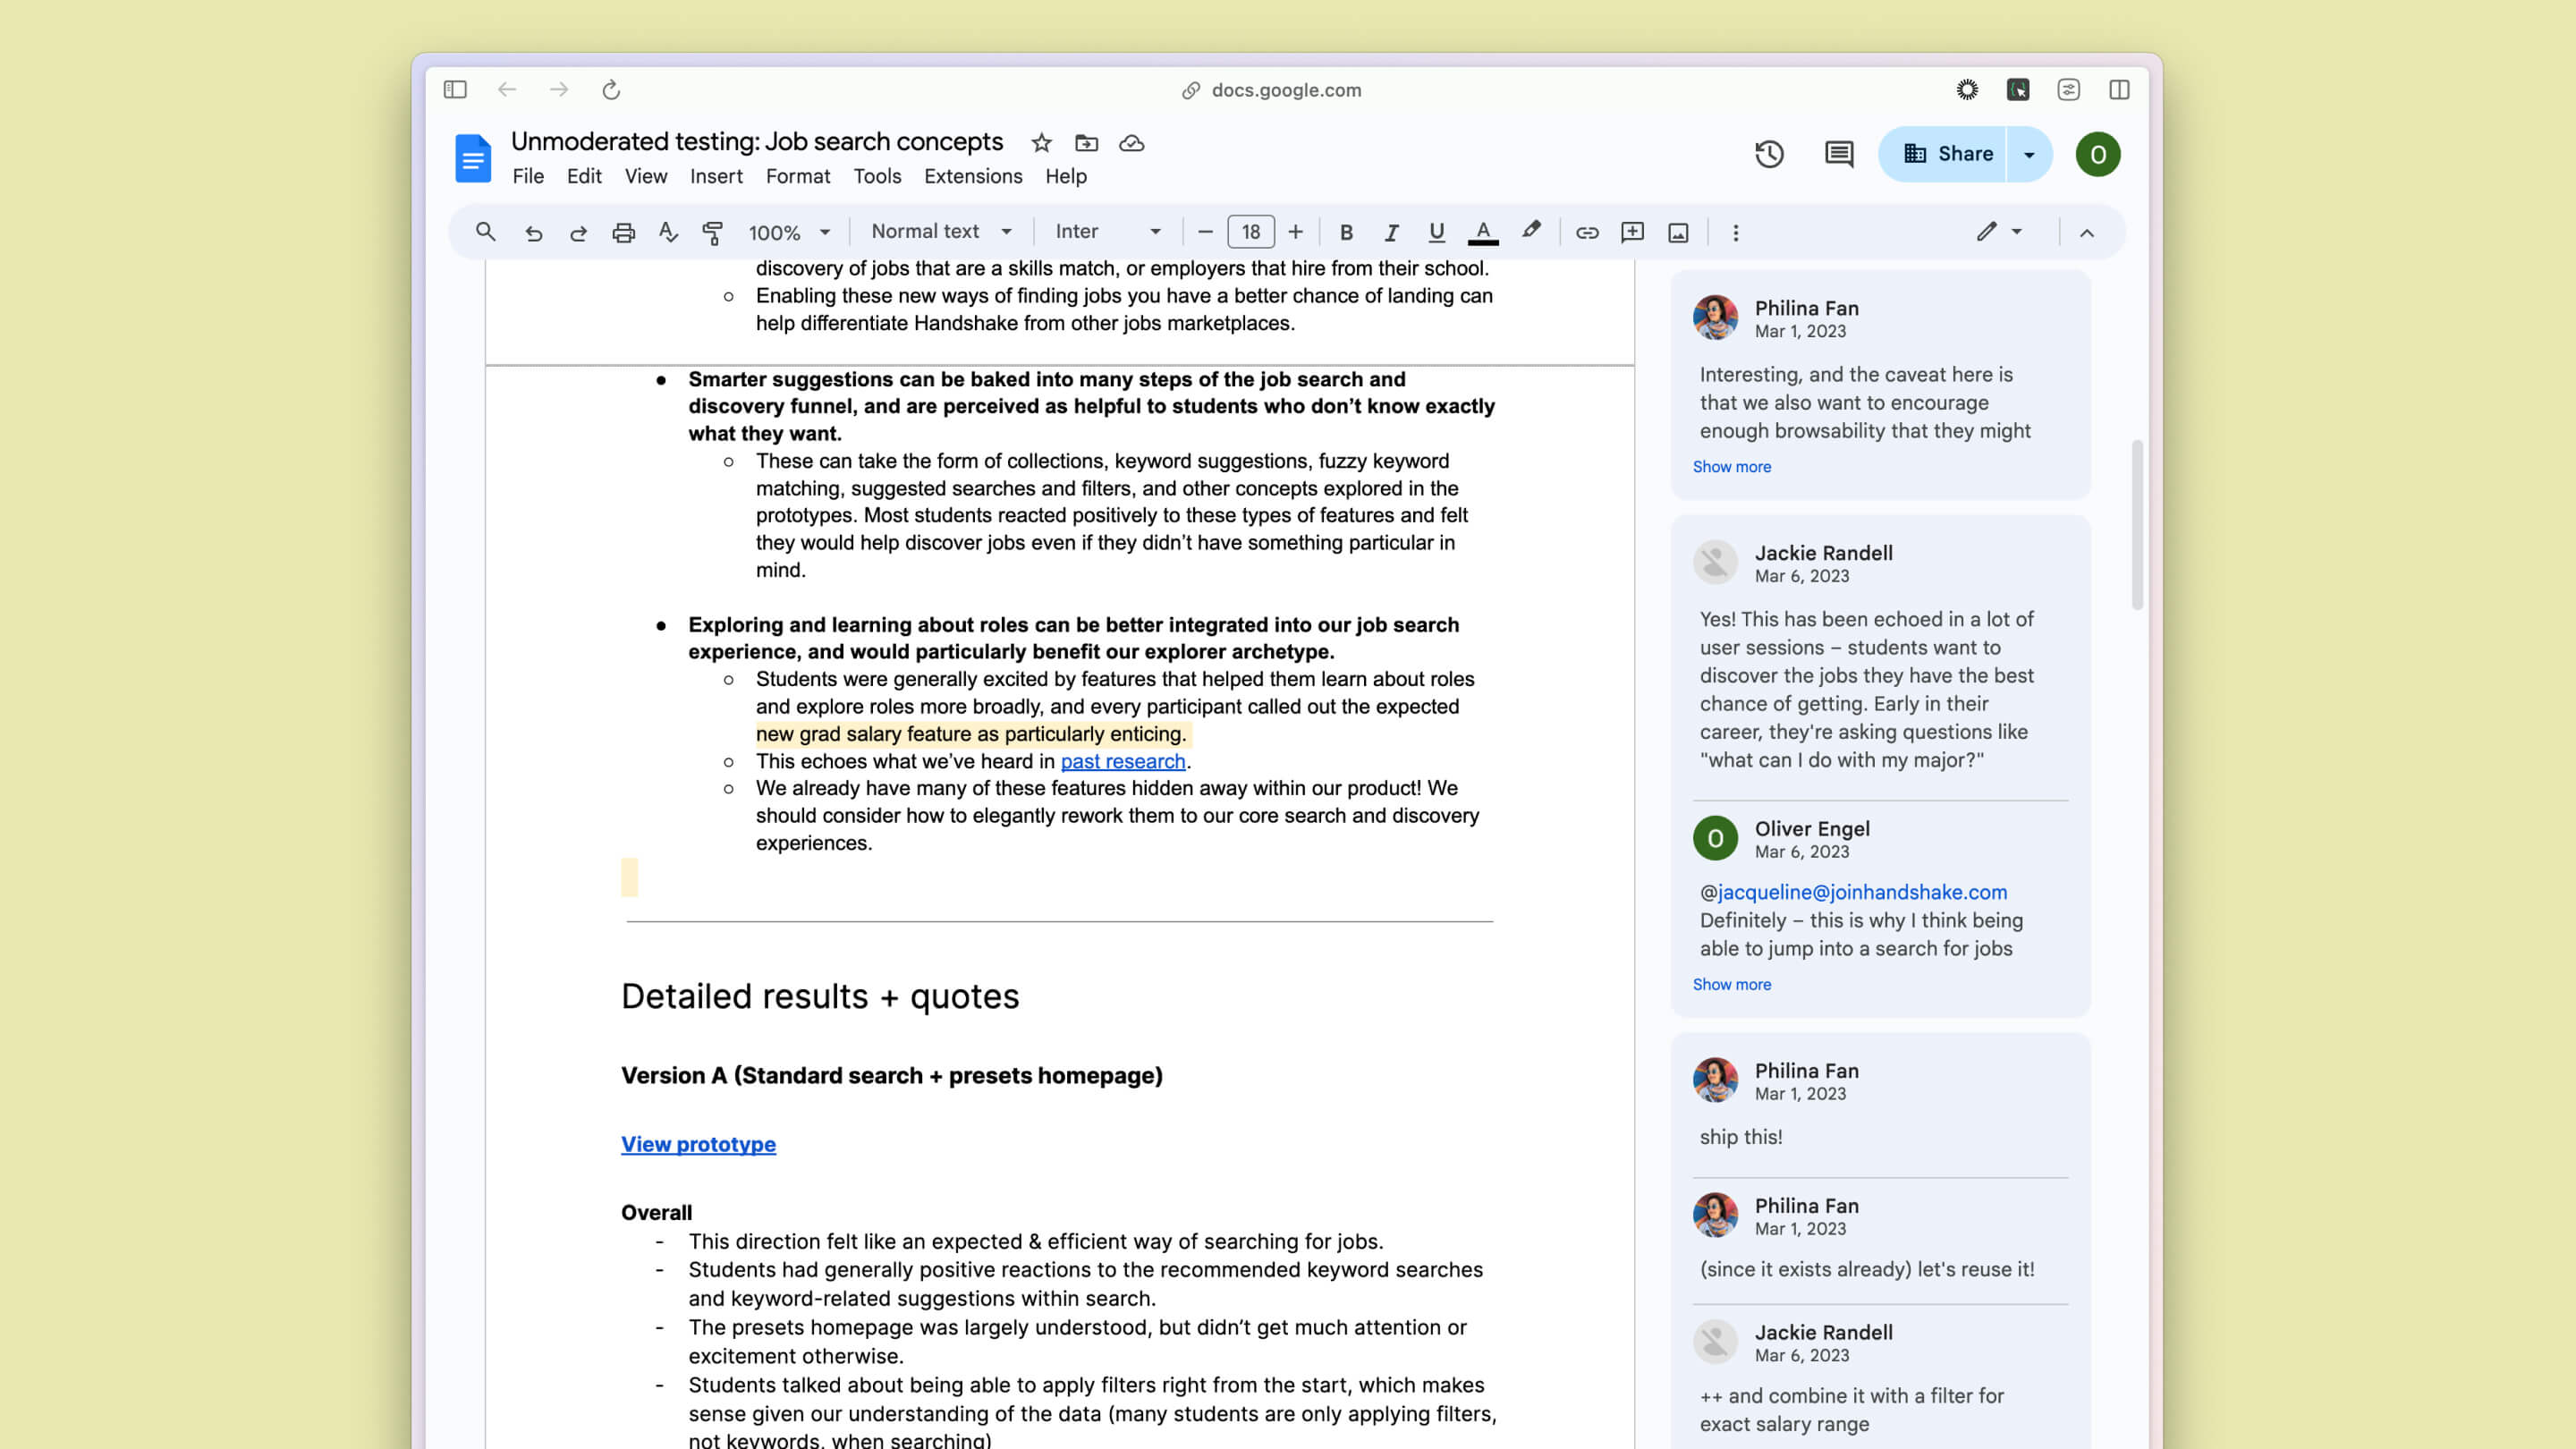 docs.google.com
Unmoderated testing: Job search concepts
File Edit View Insert Format Tools Extensions Help
Share
O
100% Normal text Inter 18
discovery of jobs that are a skills match, or employers that hire from their school.
Enabling these new ways of finding jobs you have a better chance of landing can
help differentiate Handshake from other jobs marketplaces.
Smarter suggestions can be baked into many steps of the job search and
discovery funnel, and are perceived as helpful to students who don’t know exactly
what they want.
These can take the form of collections, keyword suggestions, fuzzy keyword
matching, suggested searches and filters, and other concepts explored in the
prototypes. Most students reacted positively to these types of features and felt
they would help discover jobs even if they didn’t have something particular in
mind.
Exploring and learning about roles can be better integrated into our job search
experience, and would particularly benefit our explorer archetype.
Students were generally excited by features that helped them learn about roles
and explore roles more broadly, and every participant called out the expected
new grad salary feature as particularly enticing.
This echoes what we’ve heard in past research.
We already have many of these features hidden away within our product! We
should consider how to elegantly rework them to our core search and discovery
experiences.
Detailed results + quotes
Version A (Standard search + presets homepage)
View prototype
Overall
- This direction felt like an expected & efficient way of searching for jobs.
- Students had generally positive reactions to the recommended keyword searches
and keyword-related suggestions within search.
- The presets homepage was largely understood, but didn’t get much attention or
excitement otherwise.
- Students talked about being able to apply filters right from the start, which makes
sense given our understanding of the data (many students are only applying filters,
not keywords, when searching)
Philina Fan
Mar 1, 2023
Interesting, and the caveat here is
that we also want to encourage
enough browsability that they might
Show more
Jackie Randell
Mar 6, 2023
Yes! This has been echoed in a lot of
user sessions – students want to
discover the jobs they have the best
chance of getting. Early in their
career, they're asking questions like
"what can I do with my major?"
O
Oliver Engel
Mar 6, 2023
@jacqueline@joinhandshake.com
Definitely – this is why I think being
able to jump into a search for jobs
Show more
Philina Fan
Mar 1, 2023
ship this!
Philina Fan
Mar 1, 2023
(since it exists already) let's reuse it!
Jackie Randell
Mar 6, 2023
++ and combine it with a filter for
exact salary range